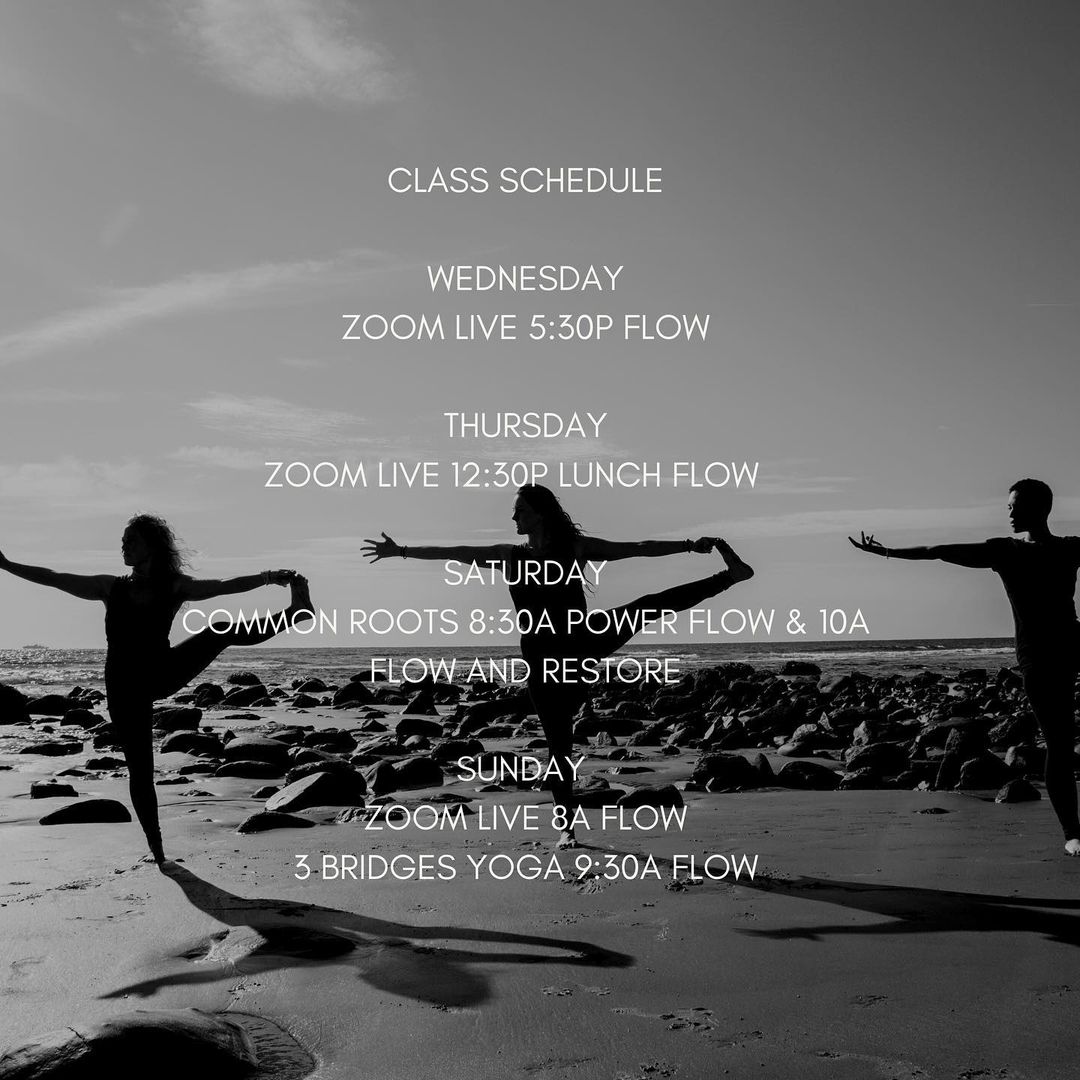 CLASS SCHEDULE
WEDNESDAY
ZOOM LIVE 5:30P FLOW
THURSDAY
ZOOM LIVE 12:30P LUNCH FLOW
SATURDAY
COMMON ROOTS 8:30A POWER FLOW & 10A
FLOW AND RESTORE
SUNDAY
ZOOM LIVE 8A FLOW
3 BRIDGES YOGA 9:30A FLOW